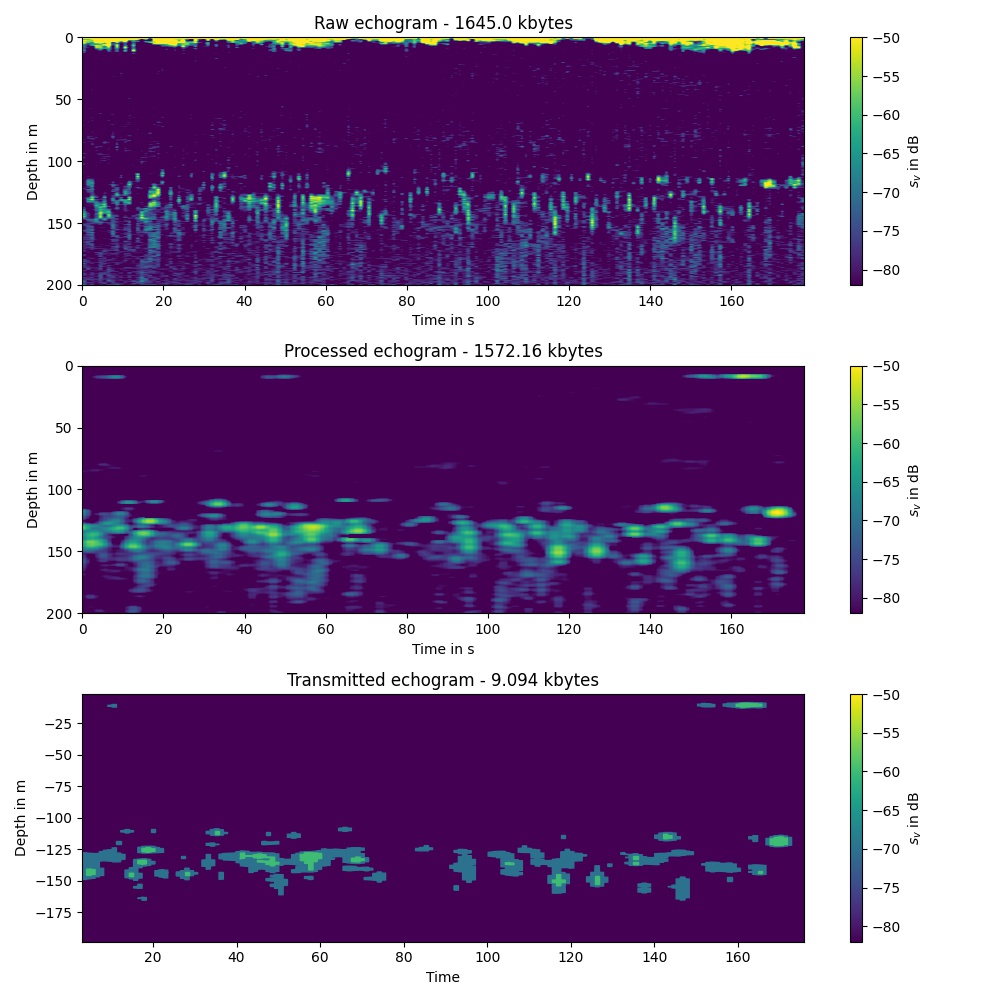 Raw echogram - 1645.0 kbytes
0
50
100
150
200
Depth in m
0 20 40 60 80 100 120 140 160
Time in s
−50
−55
−60
−65
−70
−75
−80
sᵥ in dB
Processed echogram - 1572.16 kbytes
0
50
100
150
200
Depth in m
0 20 40 60 80 100 120 140 160
Time in s
−50
−55
−60
−65
−70
−75
−80
sᵥ in dB
Transmitted echogram - 9.094 kbytes
−25
−50
−75
−100
−125
−150
−175
Depth in m
20 40 60 80 100 120 140 160
Time
−50
−55
−60
−65
−70
−75
−80
sᵥ in dB